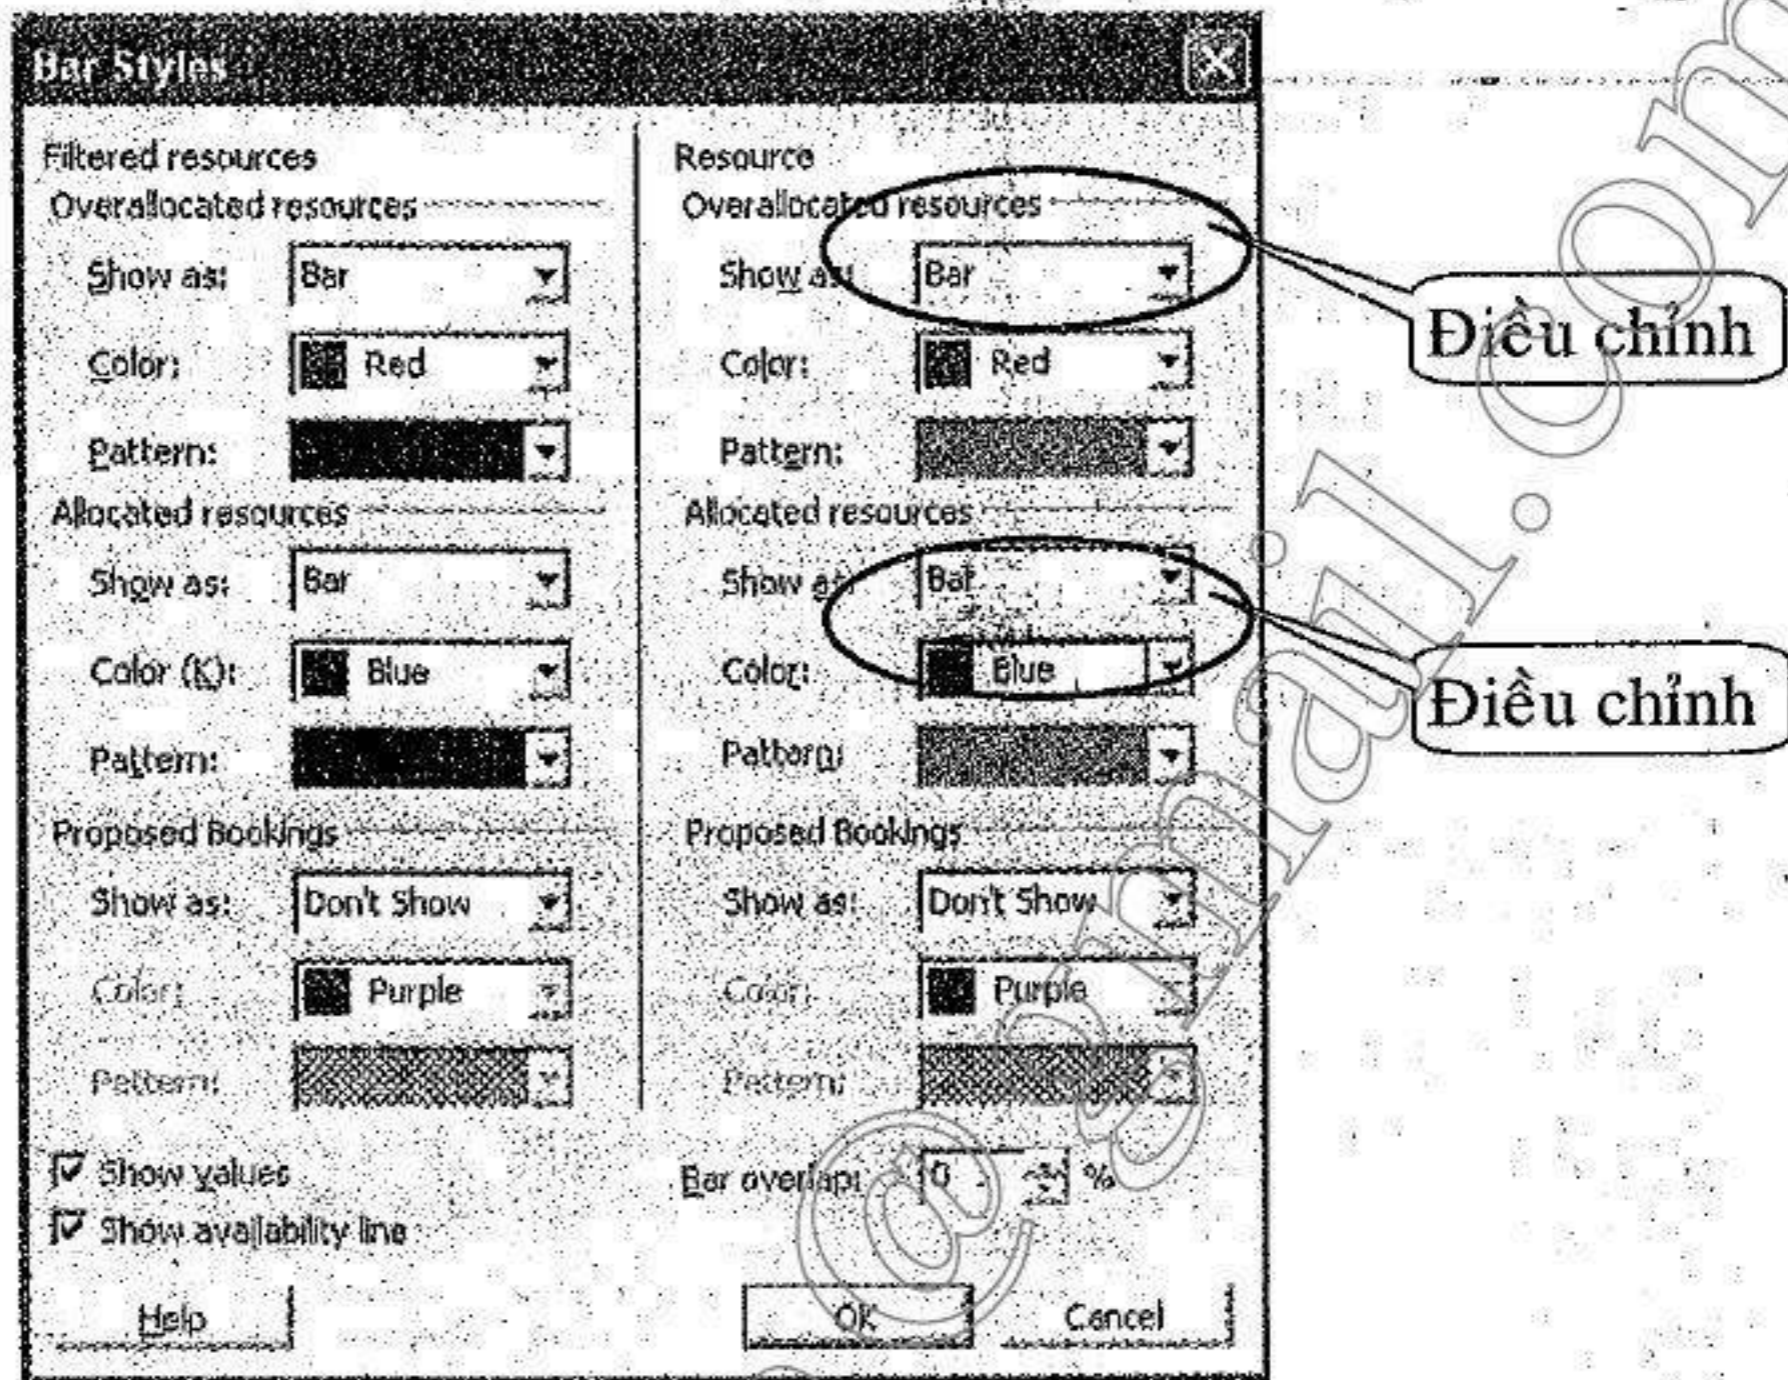 Bar Styles
Filtered resources
Overallocated resources
Show as: Bar
Color: Red
Pattern:
Allocated resources
Show as: Bar
Color (K): Blue
Pattern:
Proposed Bookings
Show as: Don't Show
Color: Purple
Pattern:
Show values
Show availability line
Help
Resource
Overallocated resources
Show as: Bar
Color: Red
Pattern:
Allocated resources
Show as: Bar
Color: Blue
Pattern:
Proposed Bookings
Show as: Don't Show
Color: Purple
Pattern:
Bar overlap: 0 %
OK
Cancel
Điều chỉnh
Điều chỉnh
@gmail.com